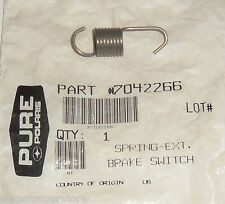 PART #7042266
LOT#
PURE
POLARIS
QTY: 1
SPRING-EXT.
BRAKE SWITCH
COUNTRY OF ORIGIN US